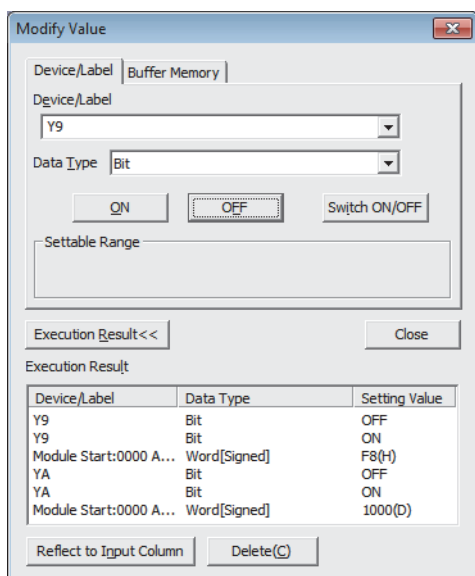 Modify Value
Device/Label Buffer Memory
Device/Label
Y9
Data Type Bit
ON OFF Switch ON/OFF
Settable Range
Execution Result<< Close
Execution Result
Device/Label Data Type Setting Value
Y9 Bit OFF
Y9 Bit ON
Module Start:0000 A... Word[Signed] F8(H)
YA Bit OFF
YA Bit ON
Module Start:0000 A... Word[Signed] 1000(D)
Reflect to Input Column Delete(C)